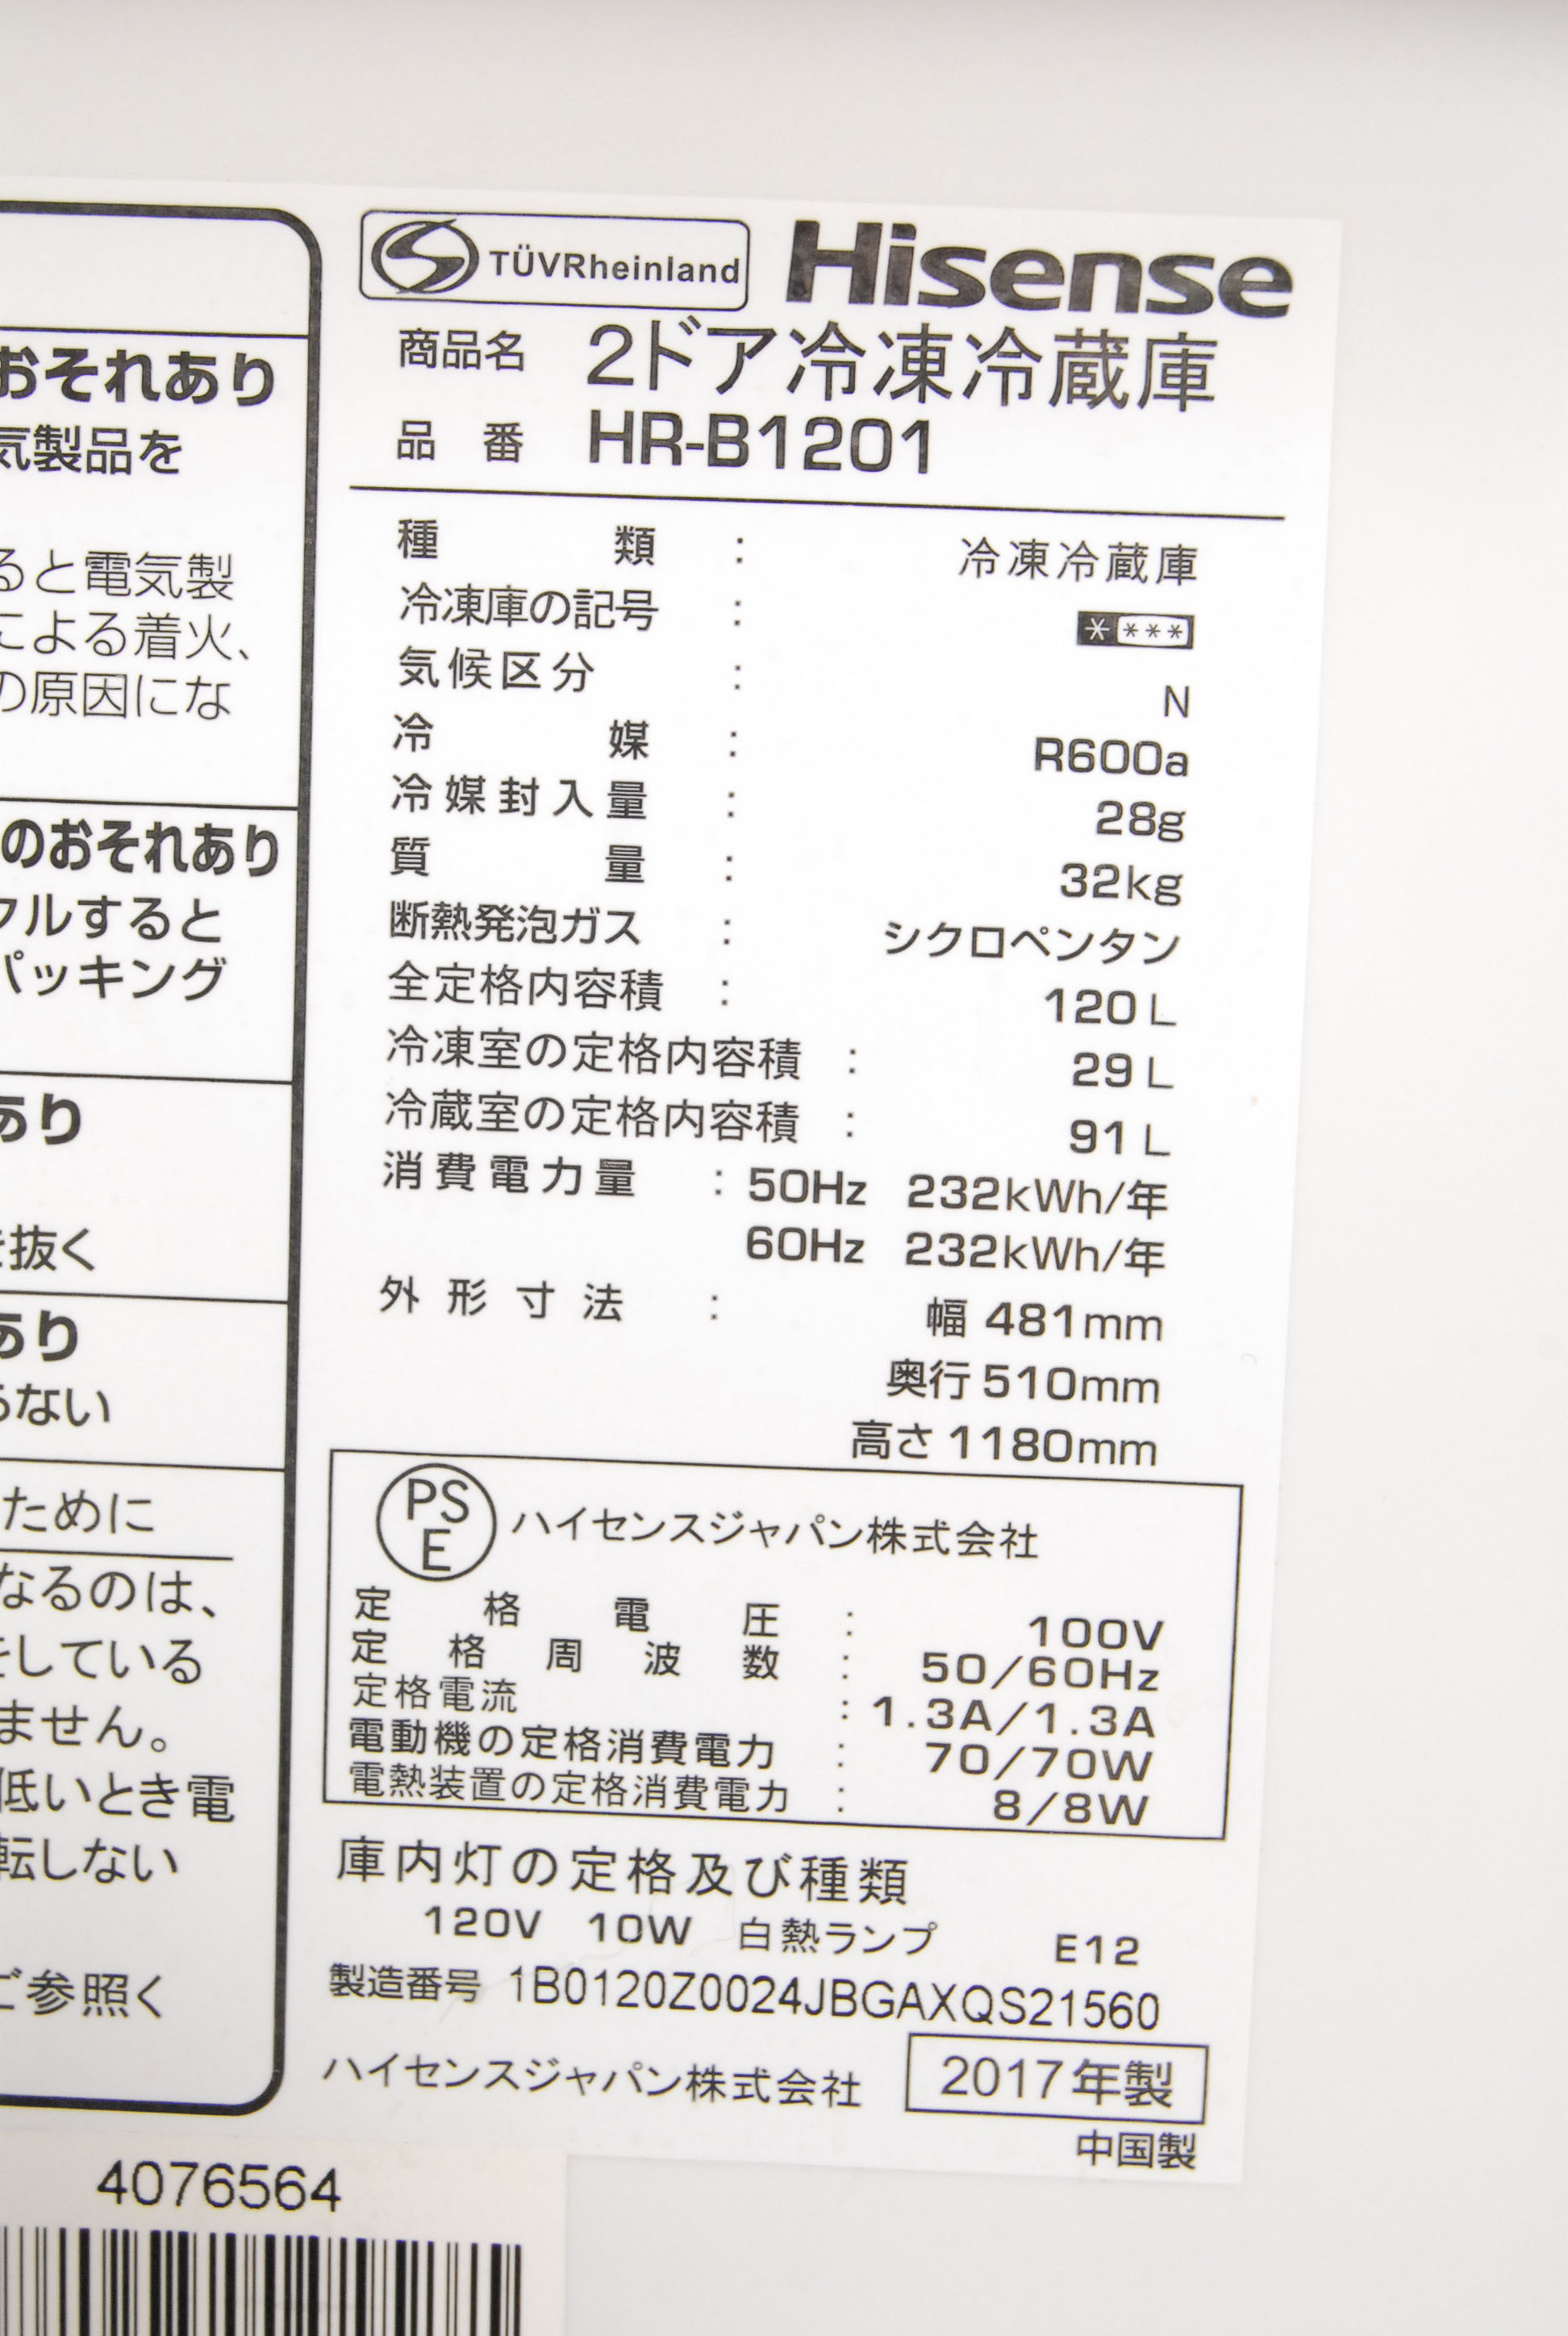 おそれあり
気製品を
ると電気製
による着火、
の原因にな
のおそれあり
クルすると
パッキング
あり
を抜く
あり
らない
ために
なるのは、
をしている
ません。
低いとき電
転しない
ご参照く
TÜVRheinland Hisense
商品名 2ドア冷凍冷蔵庫
品番 HR-B1201
種類 : 冷凍冷蔵庫
冷凍庫の記号 : * ***
気候区分 : N
冷媒 : R600a
冷媒封入量 : 28g
質量 : 32kg
断熱発泡ガス : シクロペンタン
全定格内容積 : 120L
冷凍室の定格内容積 : 29L
冷蔵室の定格内容積 : 91L
消費電力量 : 50Hz 232kWh/年
60Hz 232kWh/年
外形寸法 : 幅 481mm
奥行 510mm
高さ 1180mm
PSE ハイセンスジャパン株式会社
定格電圧 : 100V
定格周波数 : 50/60Hz
定格電流 : 1.3A/1.3A
電動機の定格消費電力 : 70/70W
電熱装置の定格消費電力 : 8/8W
庫内灯の定格及び種類
120V 10W 白熱ランプ E12
製造番号 1B0120Z0024JBGAXQS21560
ハイセンスジャパン株式会社 2017年製
中国製
4076564